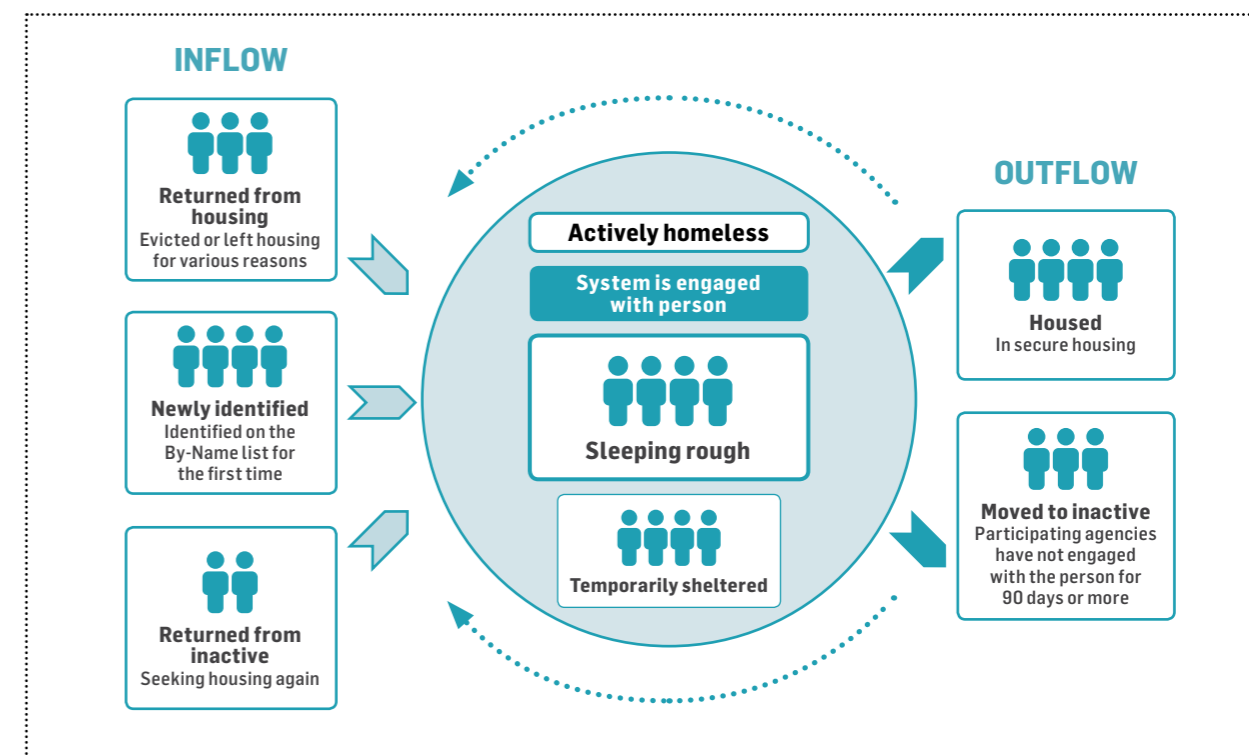 INFLOW
Returned from
housing
Evicted or left housing
for various reasons
Newly identified
Identified on the
By-Name list for
the first time
Returned from
inactive
Seeking housing again
Actively homeless
System is engaged
with person
Sleeping rough
Temporarily sheltered
OUTFLOW
Housed
In secure housing
Moved to inactive
Participating agencies
have not engaged
with the person for
90 days or more